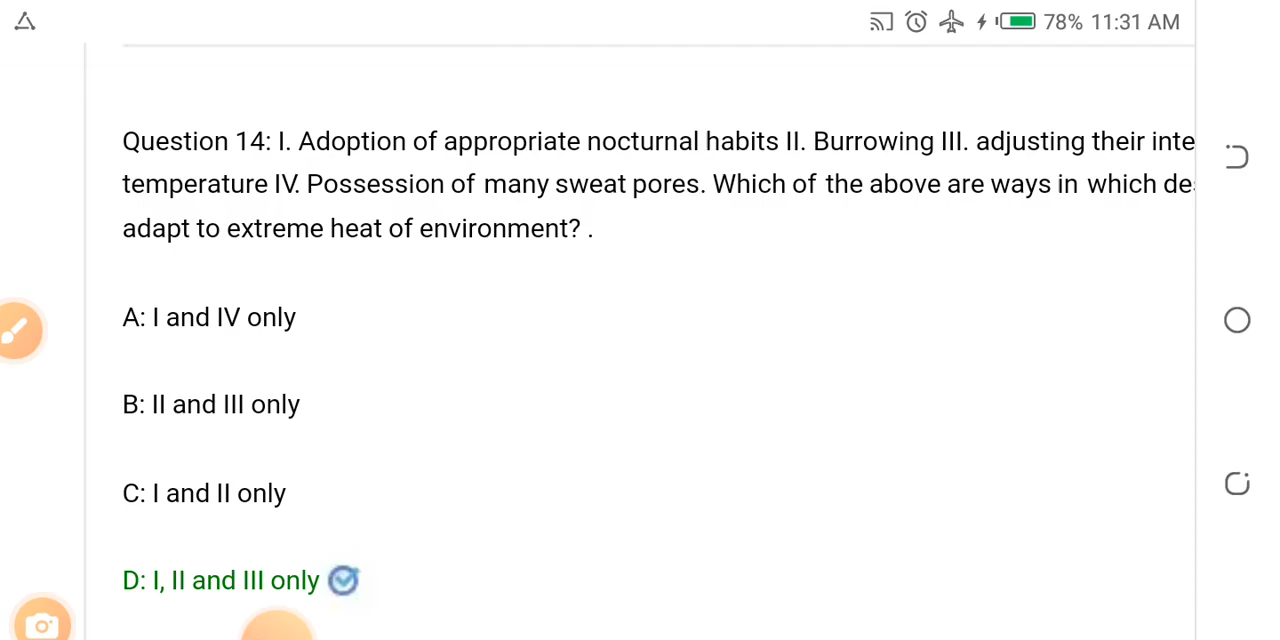 78% 11:31 AM
Question 14: I. Adoption of appropriate nocturnal habits II. Burrowing III. adjusting their inte
temperature IV. Possession of many sweat pores. Which of the above are ways in which de
adapt to extreme heat of environment? .
A: I and IV only
B: II and III only
C: I and II only
D: I, II and III only